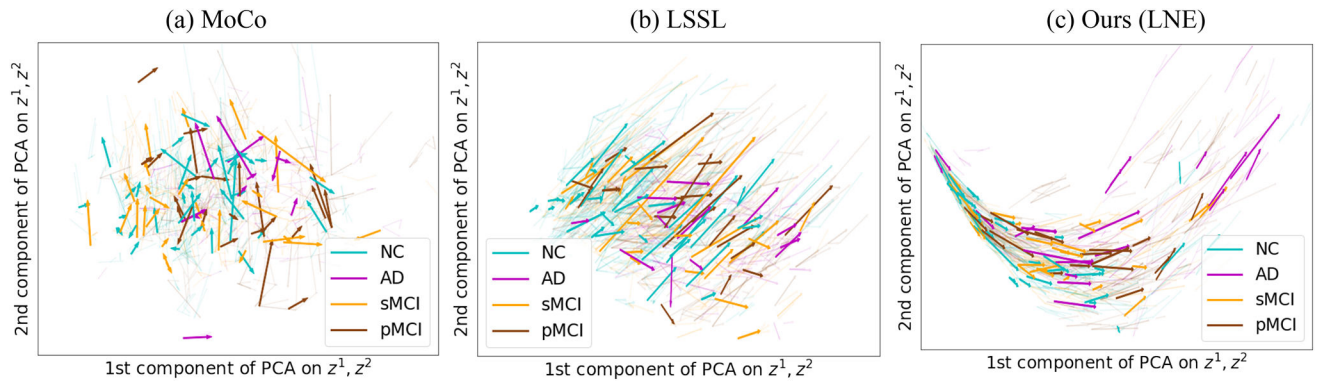 (a) MoCo
2nd component of PCA on z¹, z²
NC
AD
sMCI
pMCI
1st component of PCA on z¹, z²
(b) LSSL
2nd component of PCA on z¹, z²
NC
AD
sMCI
pMCI
1st component of PCA on z¹, z²
(c) Ours (LNE)
2nd component of PCA on z¹, z²
NC
AD
sMCI
pMCI
1st component of PCA on z¹, z²